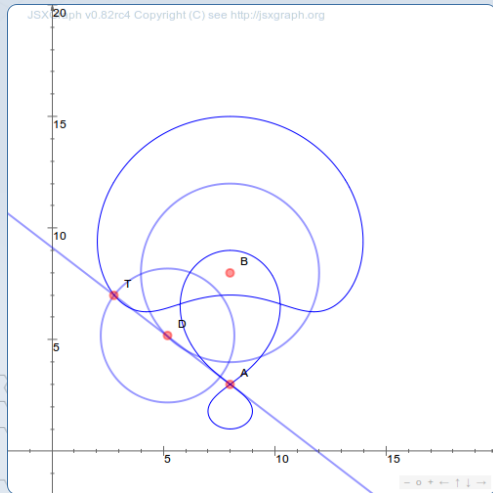 JSXGraph v0.82rc4 Copyright (C) see http://jsxgraph.org
20
15
10
B
T
D
5
A
5 10 15
− o + ← ↑ ↓ →